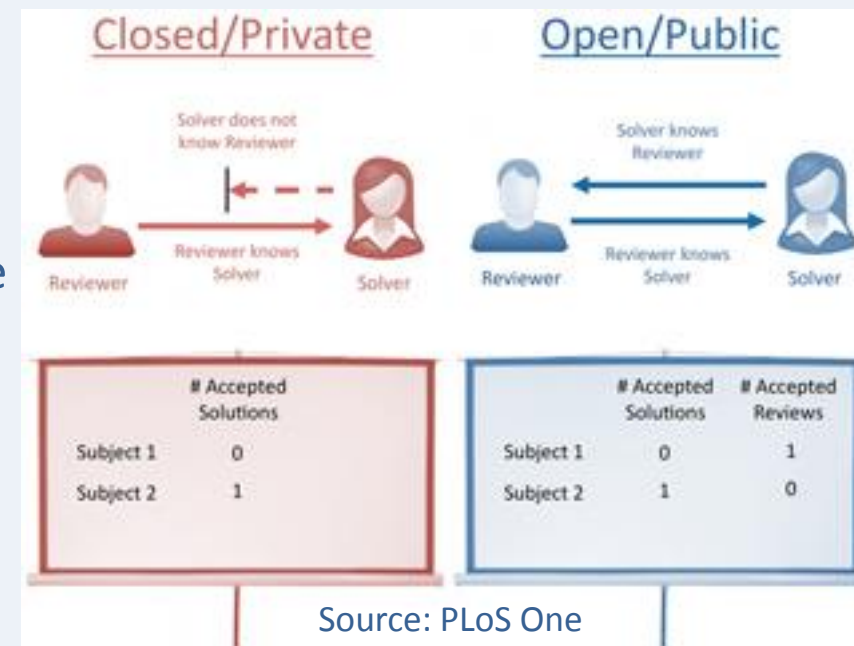 Closed/Private
Solver does not
know Reviewer
Reviewer knows
Solver
Reviewer
Solver
# Accepted
Solutions
Subject 1 0
Subject 2 1
Open/Public
Solver knows
Reviewer
Reviewer knows
Solver
Reviewer
Solver
# Accepted # Accepted
Solutions Reviews
Subject 1 0 1
Subject 2 1 0
Source: PLoS One